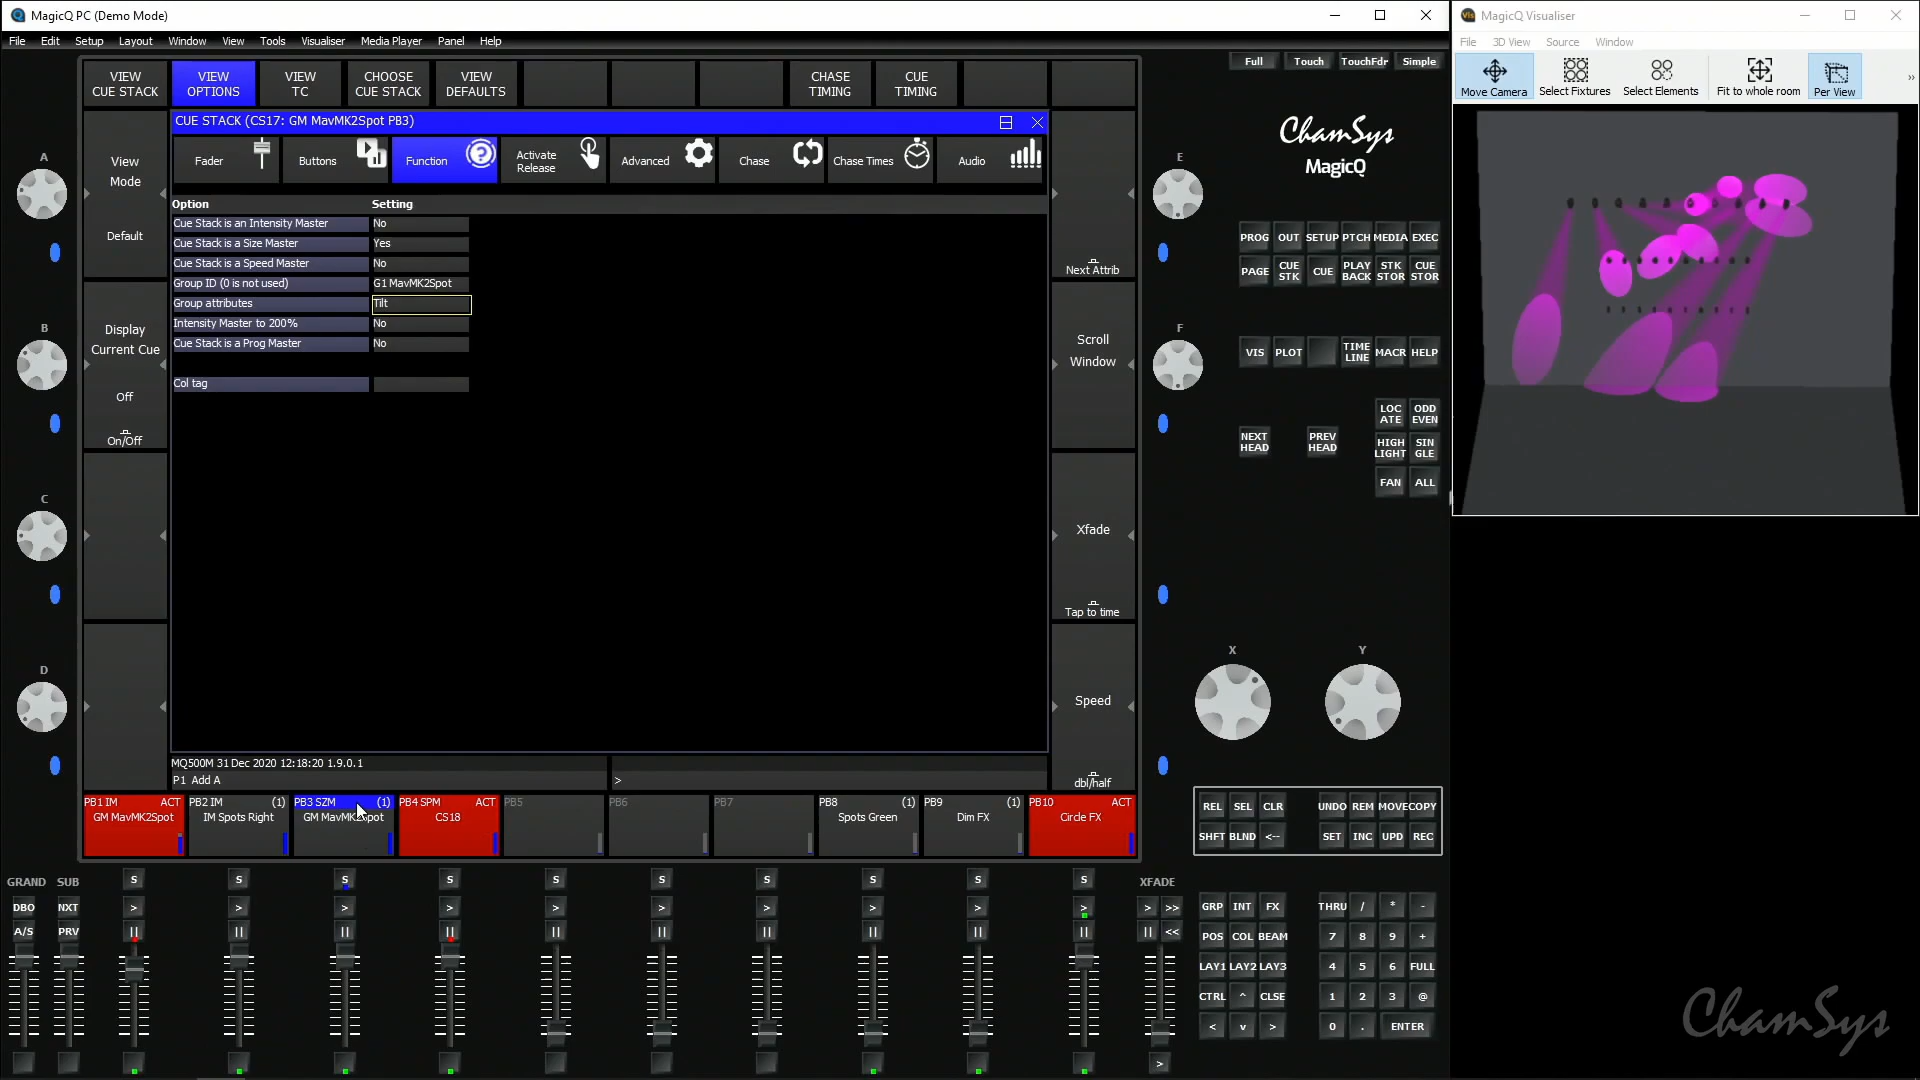 MagicQ PC (Demo Mode)
File Edit Setup Layout Window View Tools Visualiser Media Player Panel Help
VIEW CUE STACK
VIEW OPTIONS
VIEW TC
CHOOSE CUE STACK
VIEW DEFAULTS
CHASE TIMING
CUE TIMING
Full Touch TouchFdr Simple
CUE STACK (CS17: GM MavMK2Spot PB3)
Fader
Buttons
Function
Activate Release
Advanced
Chase
Chase Times
Audio
Option Setting
Cue Stack is an Intensity Master No
Cue Stack is a Size Master Yes
Cue Stack is a Speed Master No
Group ID (0 is not used) G1 MavMK2Spot
Group attributes Tilt
Intensity Master to 200% No
Cue Stack is a Prog Master No
Col tag
A
B
C
D
View Mode
Default
Display Current Cue
Off
On/Off
Next Attrib
Scroll Window
Xfade
Tap to time
Speed
dbl/half
MQ500M 31 Dec 2020 12:18:20 1.9.0.1
P1 Add A
>
PB1 IM ACT
GM MavMK2Spot
PB2 IM (1)
IM Spots Right
PB3 SZM (1)
GM MavMK2Spot
PB4 SPM ACT
CS18
PB5
PB6
PB7
PB8 (1)
Spots Green
PB9 (1)
Dim FX
PB10 ACT
Circle FX
GRAND SUB
DBO NXT
A/S PRV
S S S S S S S S S S
> > > > > > > > > >
XFADE
> >>
<<
>
E
F
ChamSys
MagicQ
PROG OUT SETUP PTCH MEDIA EXEC
PAGE CUE STK CUE PLAY BACK STK STOR CUE STOR
VIS PLOT TIME LINE MACR HELP
LOC ATE ODD EVEN
NEXT HEAD PREV HEAD HIGH LIGHT SIN GLE
FAN ALL
X Y
REL SEL CLR UNDO REM MOVE COPY
SHFT BLND <-- SET INC UPD REC
GRP INT FX THRU / * -
POS COL BEAM 7 8 9 +
LAY1 LAY2 LAY3 4 5 6 FULL
CTRL ^ CLSE 1 2 3 @
< v > 0 . ENTER
MagicQ Visualiser
File 3D View Source Window
Move Camera
Select Fixtures
Select Elements
Fit to whole room
Per View
»
ChamSys